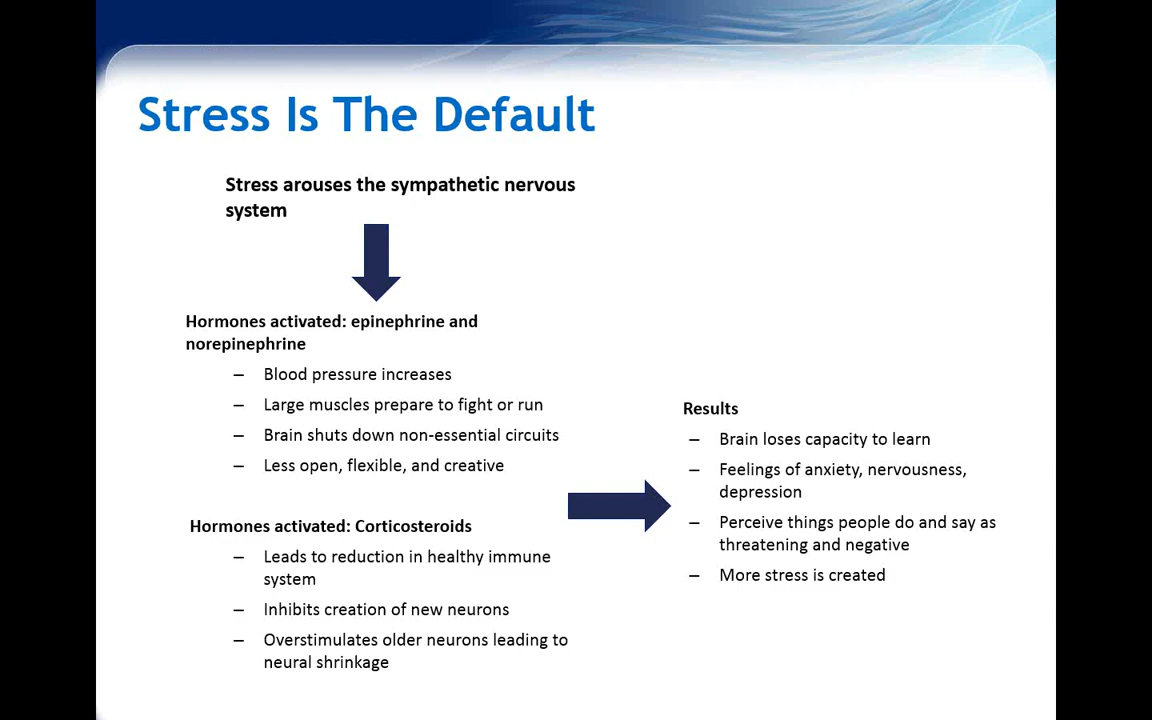 Stress Is The Default
Stress arouses the sympathetic nervous
system
Hormones activated: epinephrine and
norepinephrine
– Blood pressure increases
– Large muscles prepare to fight or run
– Brain shuts down non-essential circuits
– Less open, flexible, and creative
Hormones activated: Corticosteroids
– Leads to reduction in healthy immune
system
– Inhibits creation of new neurons
– Overstimulates older neurons leading to
neural shrinkage
Results
– Brain loses capacity to learn
– Feelings of anxiety, nervousness,
depression
– Perceive things people do and say as
threatening and negative
– More stress is created